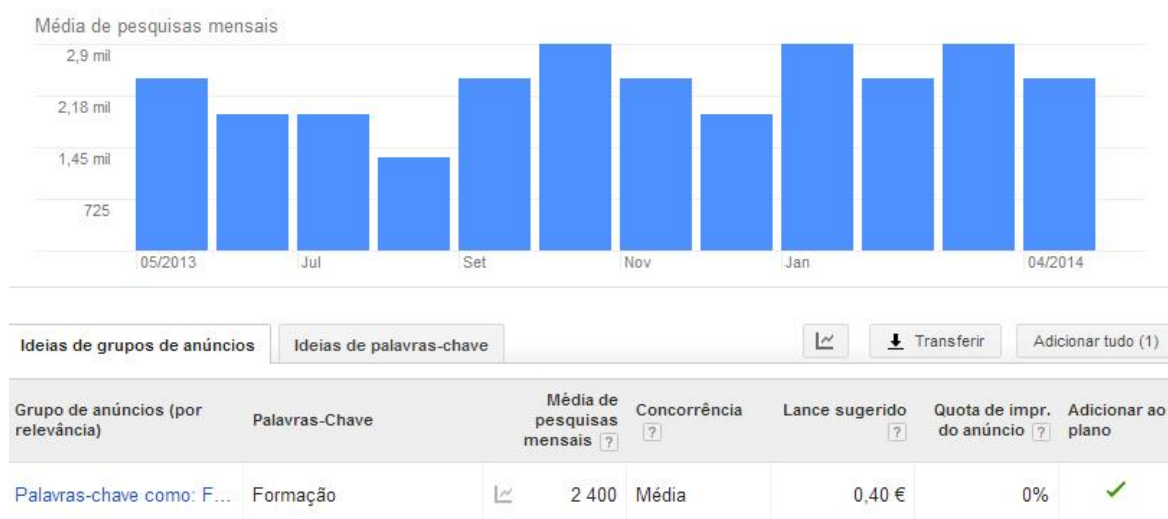 Média de pesquisas mensais
2,9 mil
2,18 mil
1,45 mil
725
05/2013 Jul Set Nov Jan 04/2014
Ideias de grupos de anúncios Ideias de palavras-chave Transferir Adicionar tudo (1)
Grupo de anúncios (por relevância) Palavras-Chave Média de pesquisas mensais ? Concorrência ? Lance sugerido ? Quota de impr. do anúncio ? Adicionar ao plano
Palavras-chave como: F... Formação 2 400 Média 0,40 € 0%